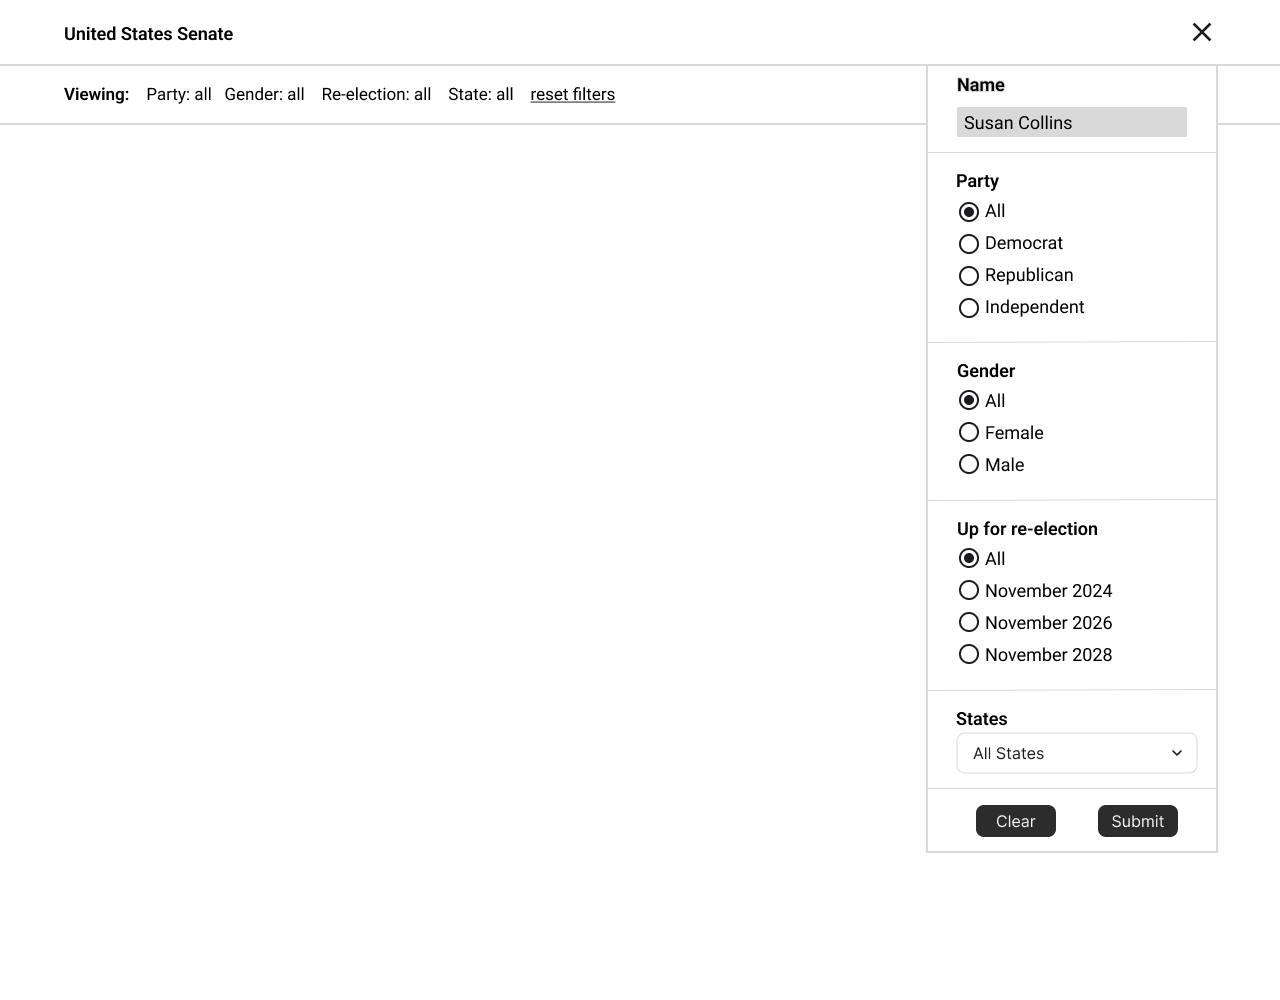 United States Senate
Viewing: Party: all Gender: all Re-election: all State: all reset filters
Name
Susan Collins
Party
All
Democrat
Republican
Independent
Gender
All
Female
Male
Up for re-election
All
November 2024
November 2026
November 2028
States
All States
Clear Submit